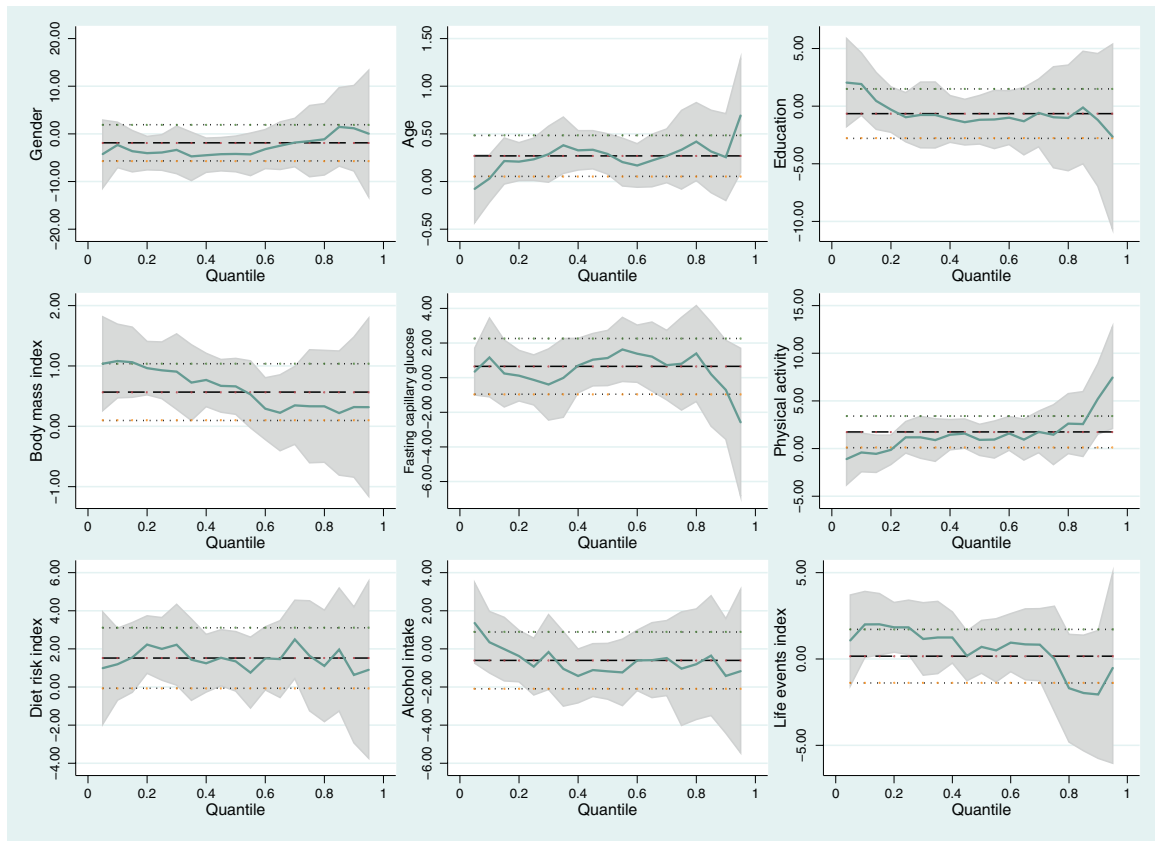 Gender
20.00
10.00
0.00
−10.00
−20.00
0 0.2 0.4 0.6 0.8 1
Quantile
Age
1.50
1.00
0.50
0.00
−0.50
0 0.2 0.4 0.6 0.8 1
Quantile
Education
5.00
0.00
−5.00
−10.00
0 0.2 0.4 0.6 0.8 1
Quantile
Body mass index
2.00
1.00
0.00
−1.00
0 0.2 0.4 0.6 0.8 1
Quantile
Fasting capillary glucose
4.00
2.00
0.00
−2.00
−4.00
−6.00
0 0.2 0.4 0.6 0.8 1
Quantile
Physical activity
15.00
10.00
5.00
0.00
−5.00
0 0.2 0.4 0.6 0.8 1
Quantile
Diet risk index
6.00
4.00
2.00
0.00
−2.00
−4.00
0 0.2 0.4 0.6 0.8 1
Quantile
Alcohol intake
4.00
2.00
0.00
−2.00
−4.00
−6.00
0 0.2 0.4 0.6 0.8 1
Quantile
Life events index
5.00
0.00
−5.00
0 0.2 0.4 0.6 0.8 1
Quantile